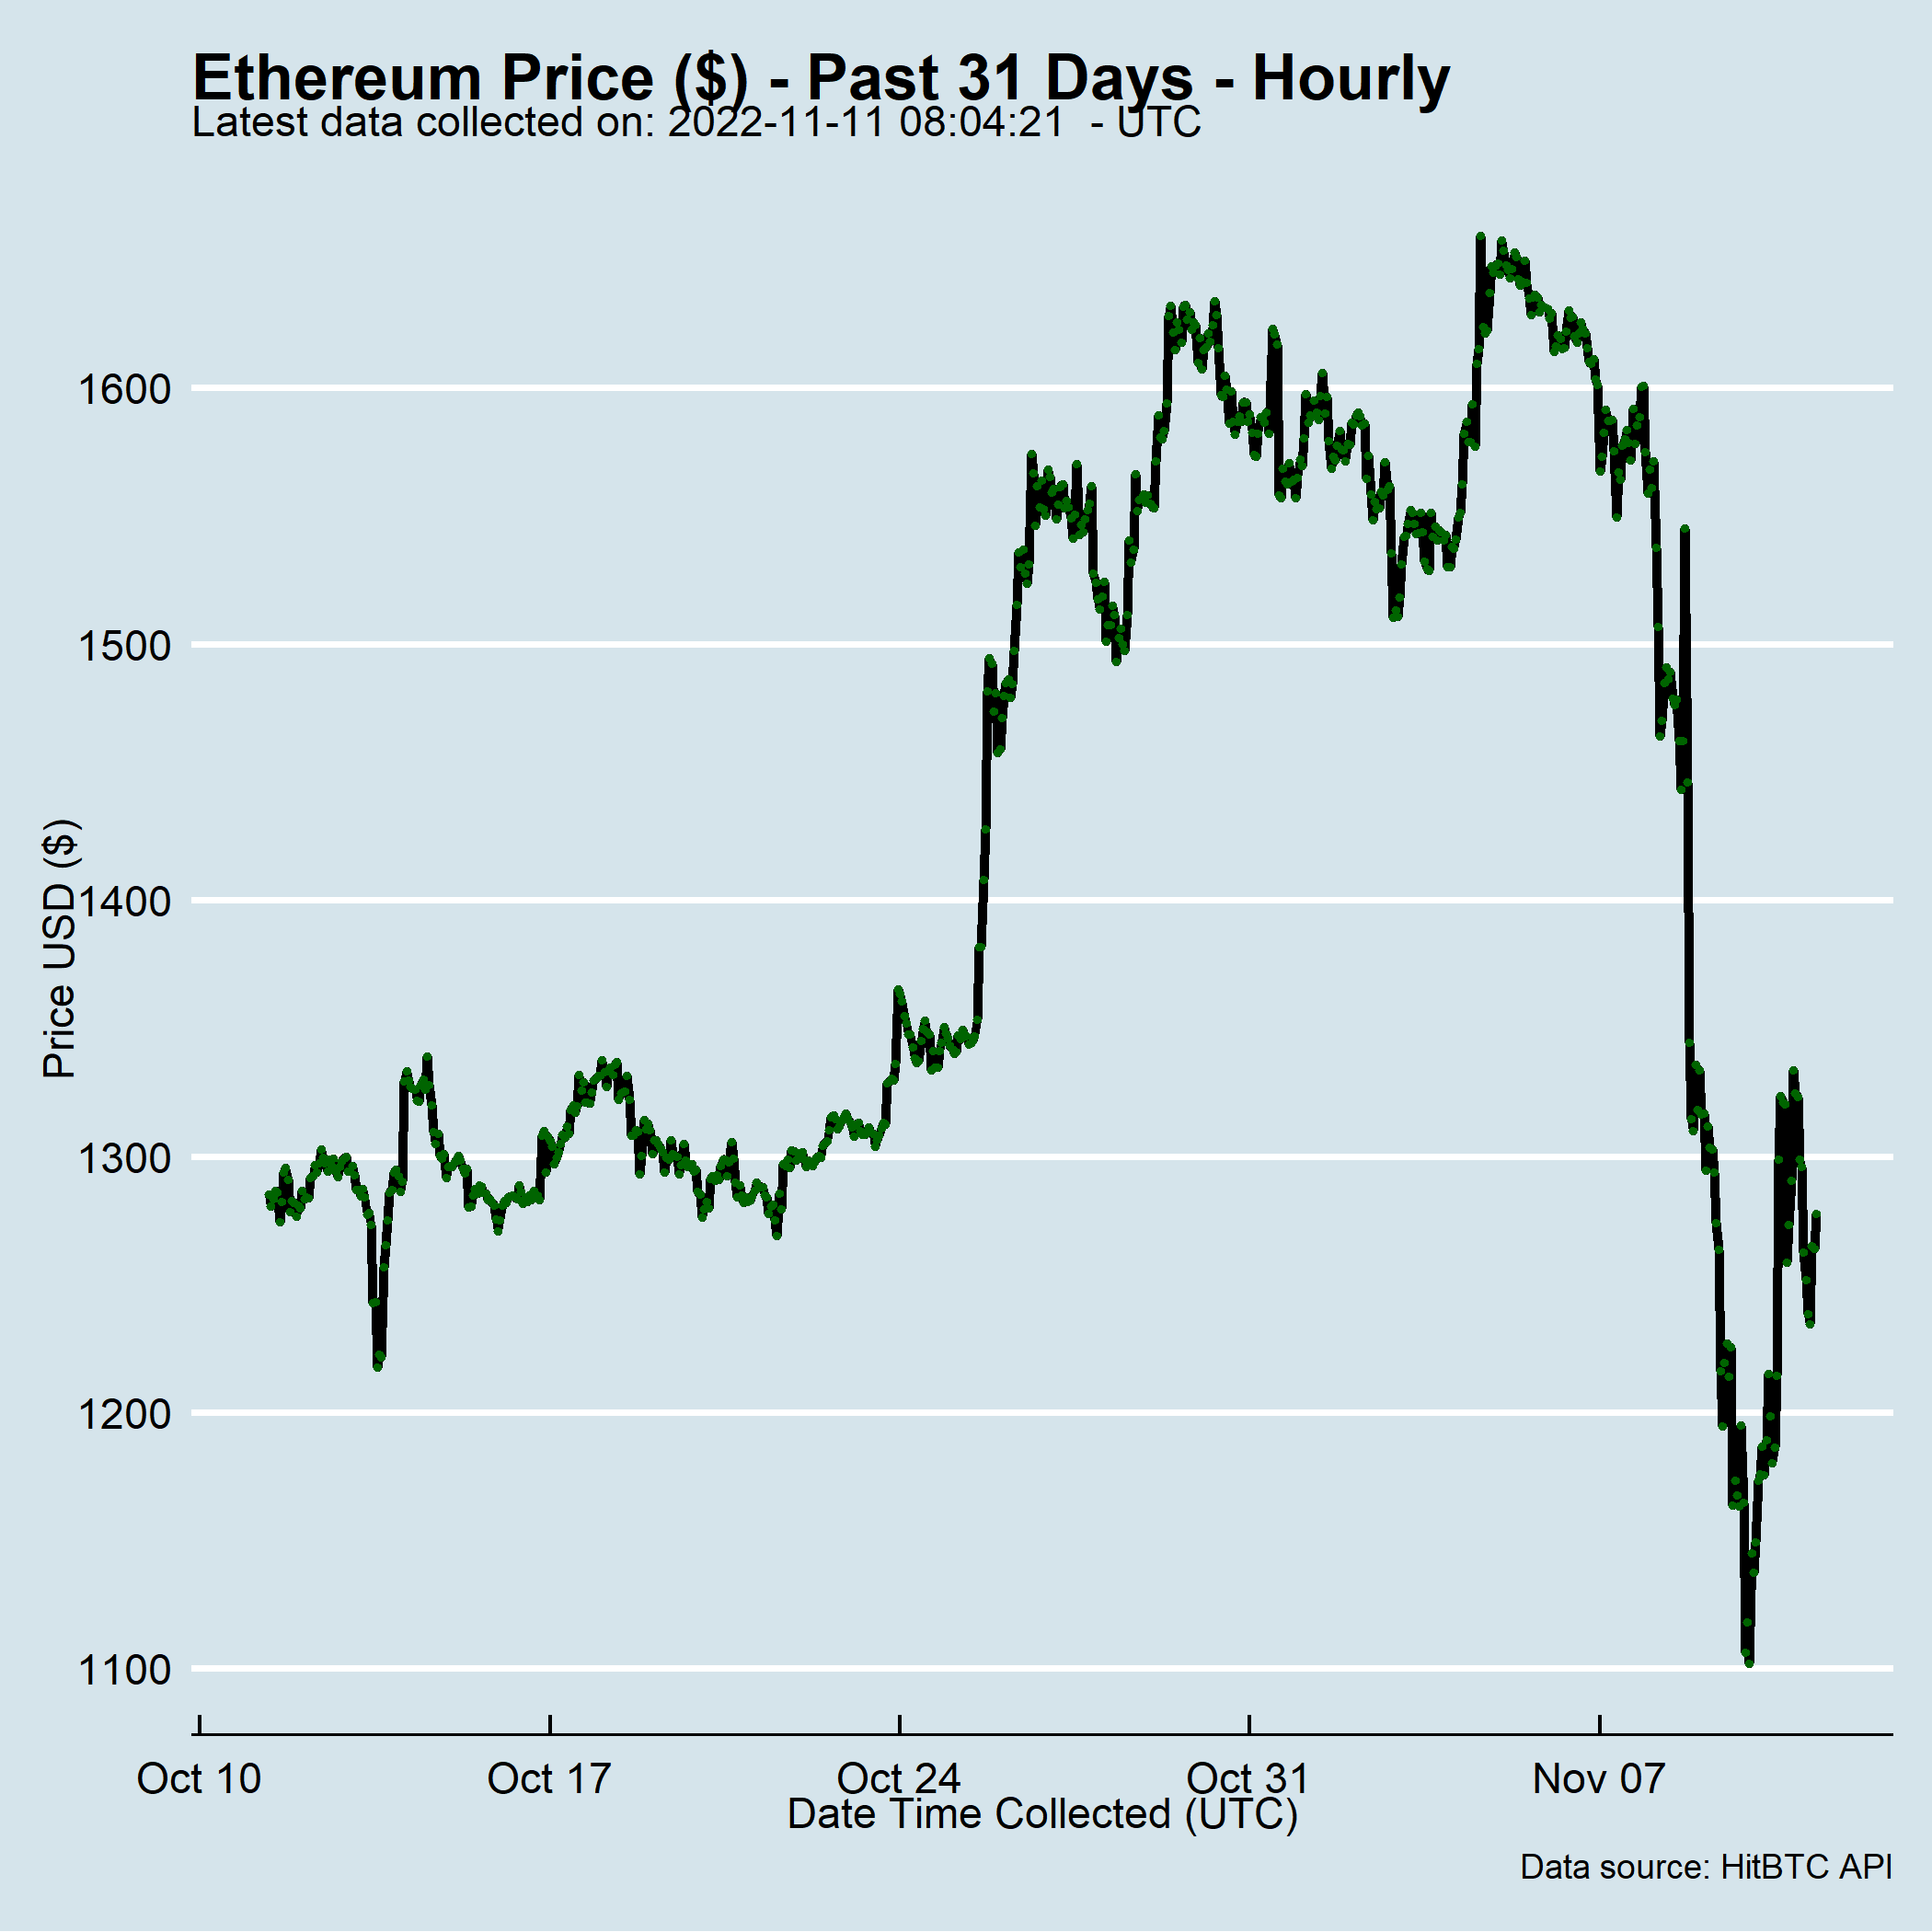 Ethereum Price ($) - Past 31 Days - Hourly
Latest data collected on: 2022-11-11 08:04:21  - UTC
1600
1500
1400
1300
1200
1100
Price USD ($)
Oct 10 Oct 17 Oct 24 Oct 31 Nov 07
Date Time Collected (UTC)
Data source: HitBTC API